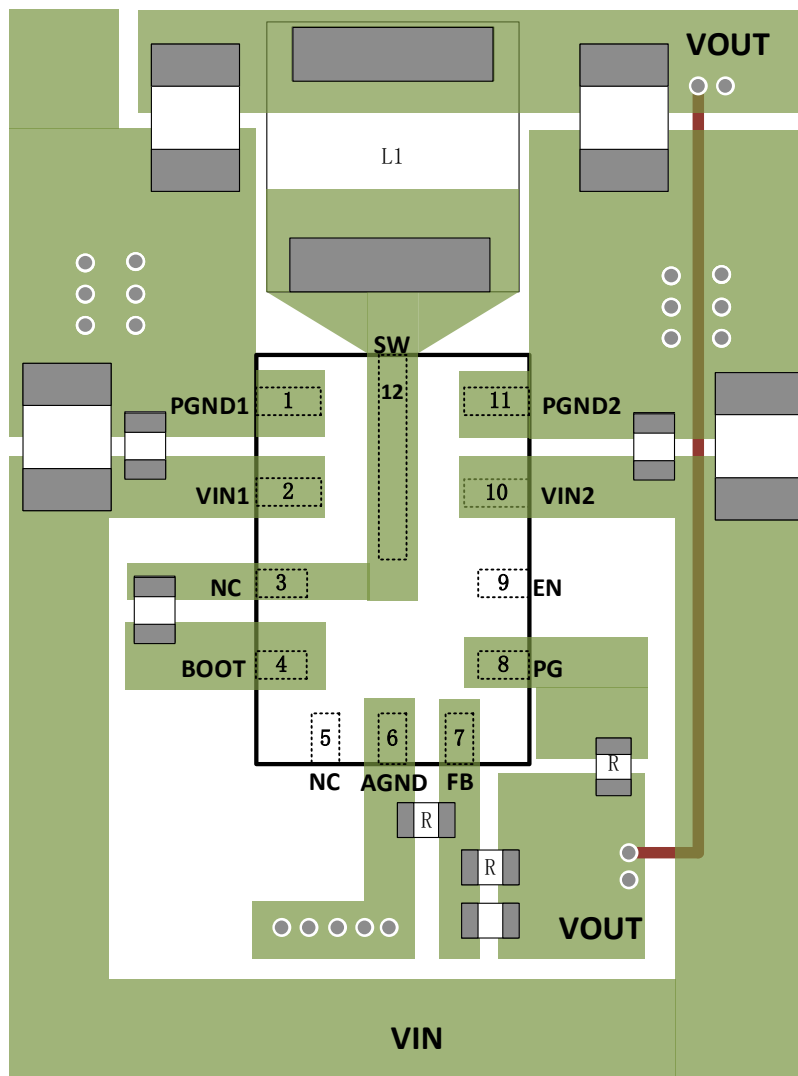 VOUT
L1
SW
12
PGND1
1
11
PGND2
VIN1
2
10
VIN2
NC
3
9
EN
BOOT
4
8
PG
5
6
7
NC
AGND
FB
R
R
R
VOUT
VIN